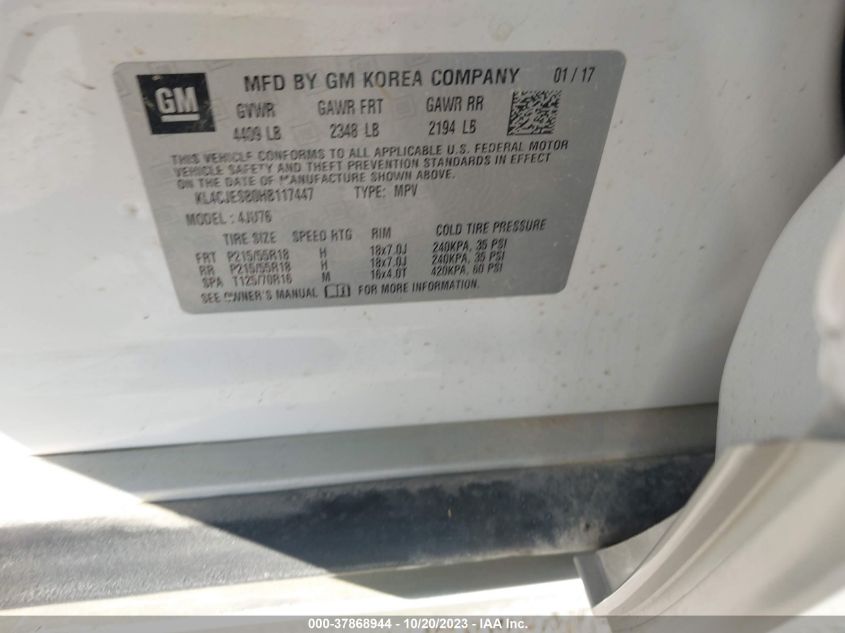 GM
MFD BY GM KOREA COMPANY 01/17
GVWR GAWR FRT GAWR RR
4409 LB 2348 LB 2194 LB
THIS VEHICLE CONFORMS TO ALL APPLICABLE U.S. FEDERAL MOTOR
VEHICLE SAFETY AND THEFT PREVENTION STANDARDS IN EFFECT
ON THE DATE OF MANUFACTURE SHOWN ABOVE.
KL4CJESB0HB117447 TYPE: MPV
MODEL: 4JU76
TIRE SIZE SPEED RTG RIM COLD TIRE PRESSURE
FRT P215/55R18 H 18x7.0J 240KPA, 35 PSI
RR P215/55R18 H 18x7.0J 240KPA, 35 PSI
SPA T125/70R16 M 16x4.0T 420KPA, 60 PSI
SEE OWNER'S MANUAL FOR MORE INFORMATION.
000-37868944 - 10/20/2023 - IAA Inc.